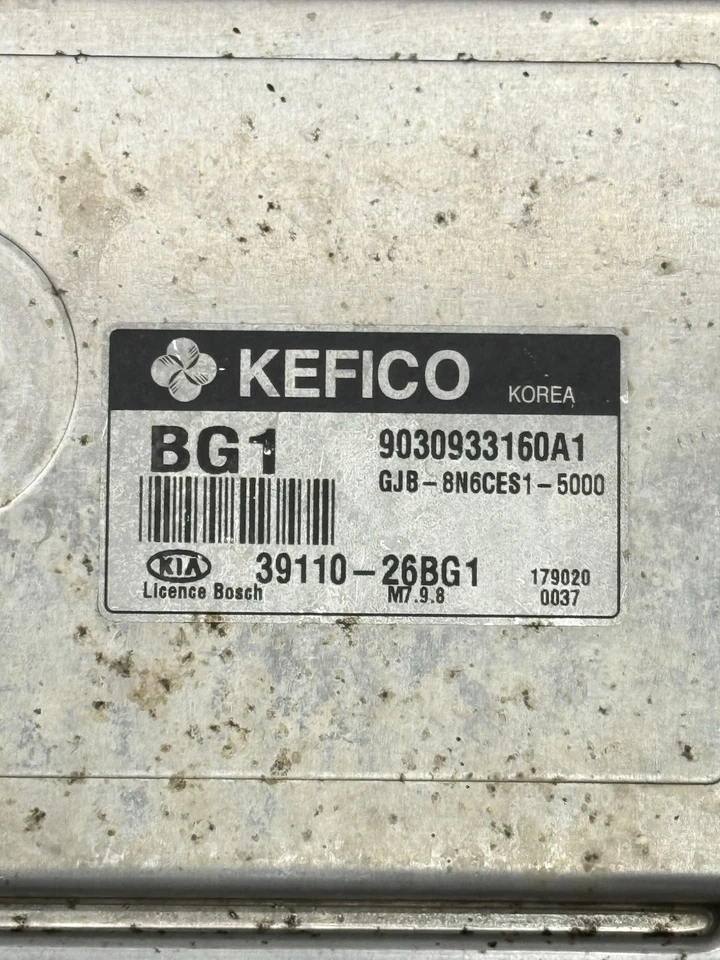 KEFICO KOREA
BG1 9030933160A1
GJB-8N6CES1-5000
KIA 39110-26BG1 179020
Licence Bosch M7.9.8 0037